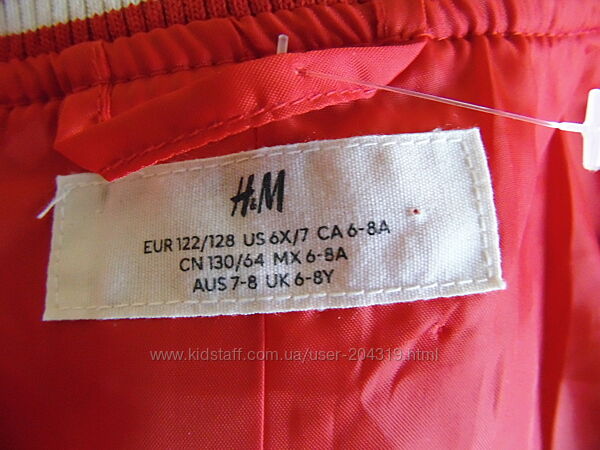 H&M
EUR 122/128 US 6X/7 CA 6-8A
CN 130/64 MX 6-8A
AUS 7-8 UK 6-8Y
www.kidstaff.com.ua/user-204319.html